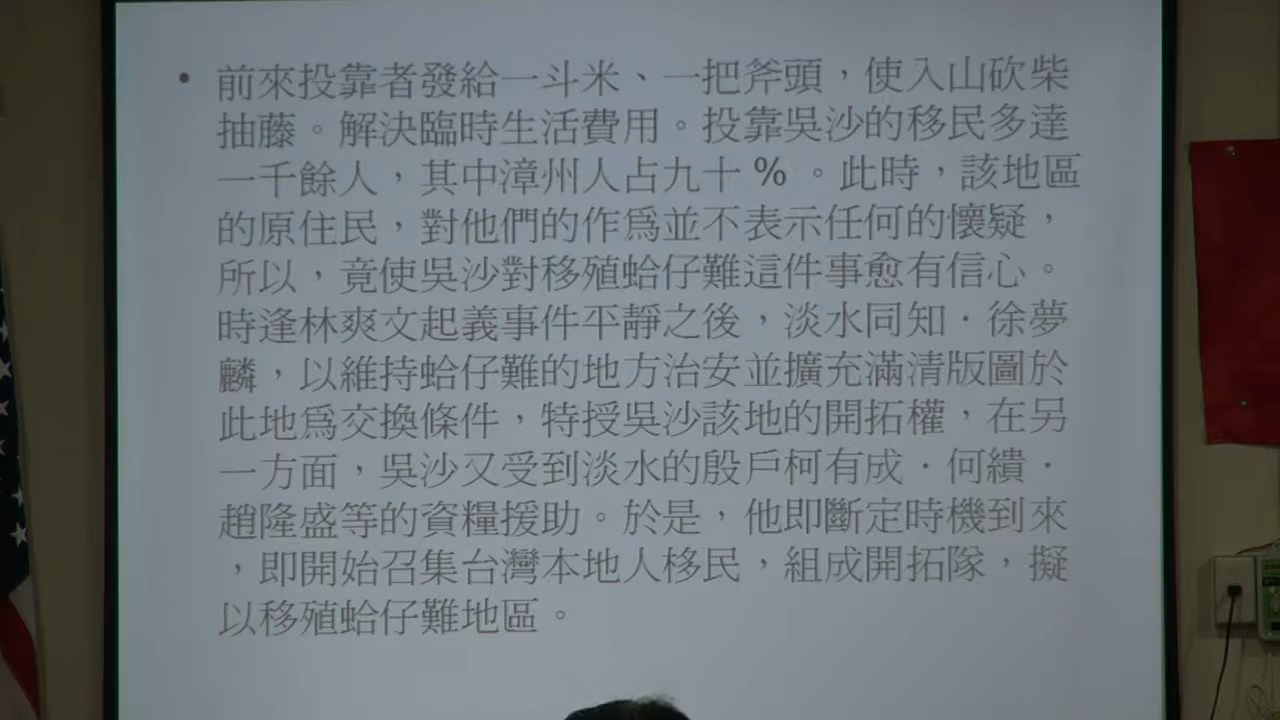 • 前來投靠者發給一斗米、一把斧頭，使入山砍柴
抽藤。解決臨時生活費用。投靠吳沙的移民多達
一千餘人，其中漳州人占九十%。此時，該地區
的原住民，對他們的作爲並不表示任何的懷疑，
所以，竟使吳沙對移殖蛤仔難這件事愈有信心。
時逢林爽文起義事件平靜之後，淡水同知．徐夢
麟，以維持蛤仔難的地方治安並擴充滿清版圖於
此地爲交換條件，特授吳沙該地的開拓權，在另
一方面，吳沙又受到淡水的殷戶柯有成．何繢．
趙隆盛等的資糧援助。於是，他即斷定時機到來
，即開始召集台灣本地人移民，組成開拓隊，擬
以移殖蛤仔難地區。